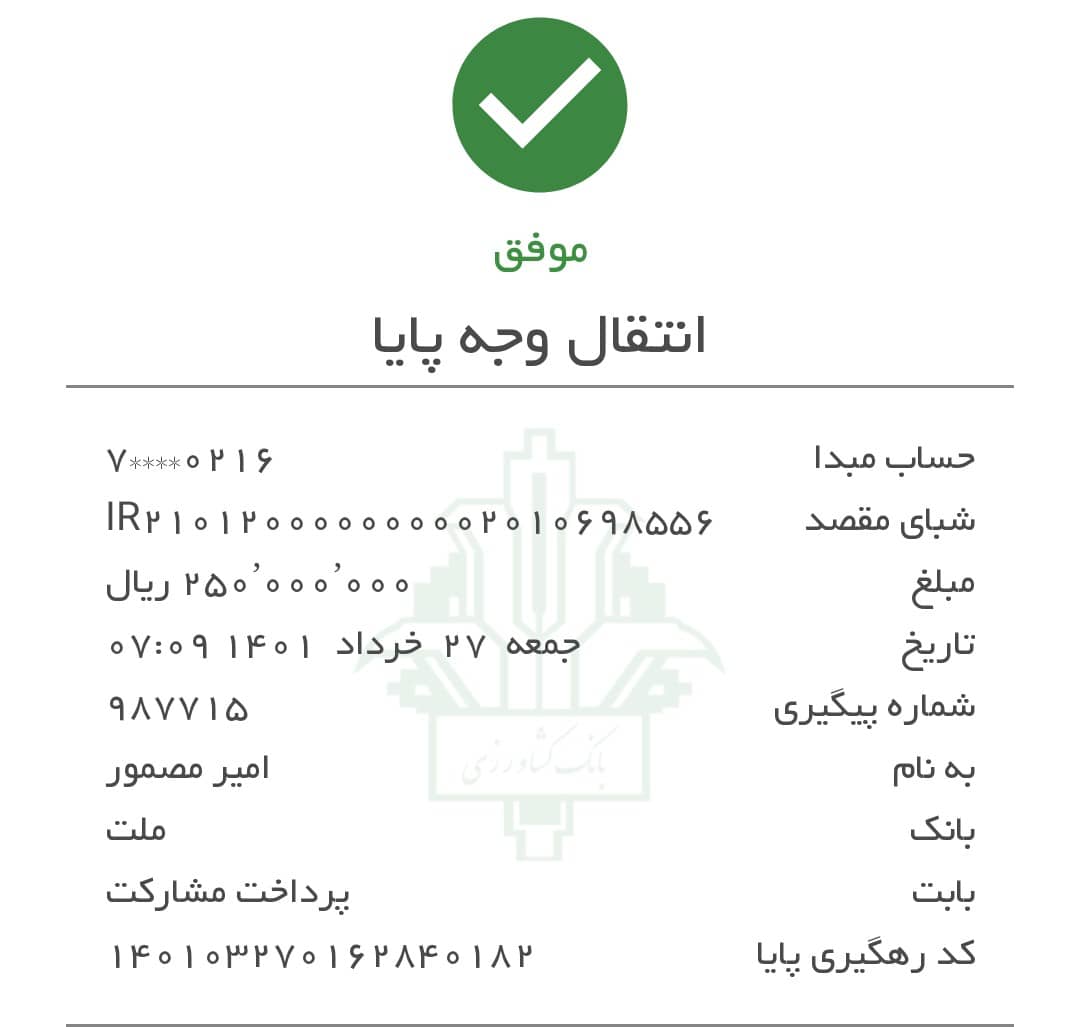 موفق
انتقال وجه پایا
حساب مبدا ۷****۰۲۱۶
شبای مقصد IR۲۱۰۱۲۰۰۰۰۰۰۰۰۰۰۲۰۱۰۶۹۸۵۵۶
مبلغ ۲۵۰٬۰۰۰٬۰۰۰ ریال
تاریخ جمعه ۲۷ خرداد ۱۴۰۱ ۰۷:۰۹
شماره پیگیری ۹۸۷۷۱۵
به نام امیر مصمور
بانک کشاورزی
بانک ملت
بابت پرداخت مشارکت
کد رهگیری پایا ۱۴۰۱۰۳۲۷۰۱۶۲۸۴۰۱۸۲